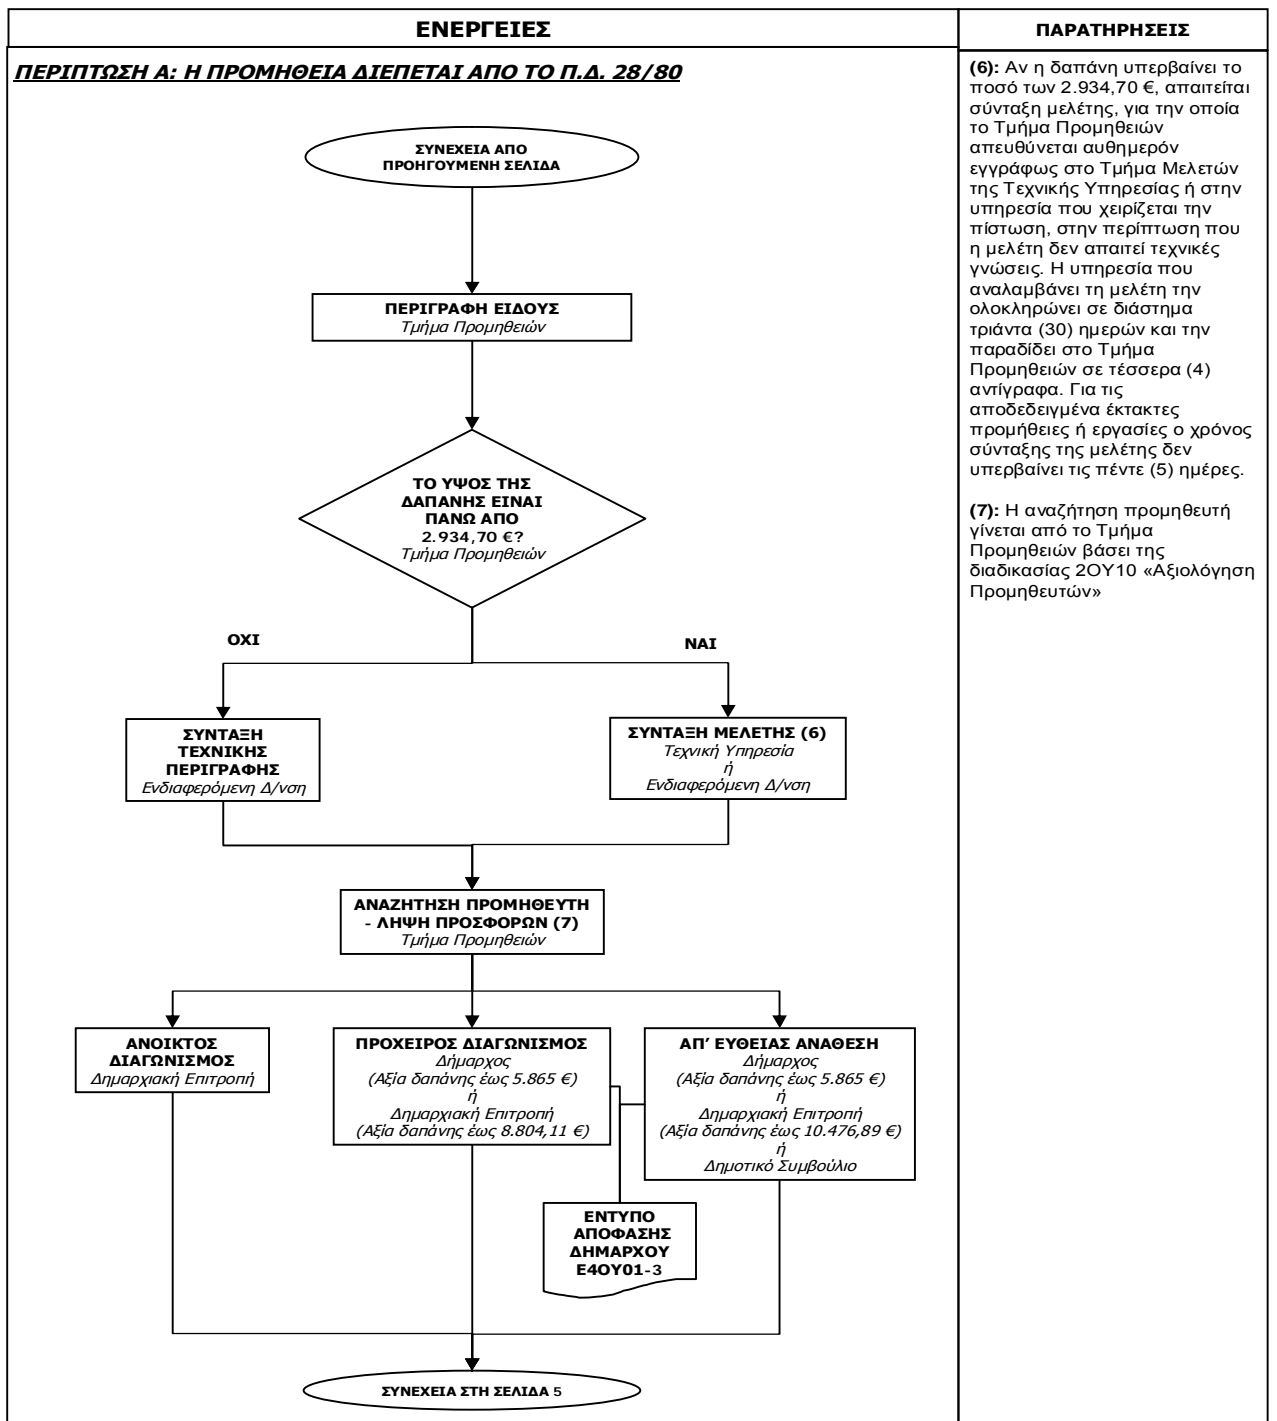 ΕΝΕΡΓΕΙΕΣ
ΠΕΡΙΠΤΩΣΗ Α: Η ΠΡΟΜΗΘΕΙΑ ΔΙΕΠΕΤΑΙ ΑΠΟ ΤΟ Π.Δ. 28/80
ΣΥΝΕΧΕΙΑ ΑΠΟ
ΠΡΟΗΓΟΥΜΕΝΗ ΣΕΛΙΔΑ
ΠΕΡΙΓΡΑΦΗ ΕΙΔΟΥΣ
Τμήμα Προμηθειών
ΤΟ ΥΨΟΣ ΤΗΣ
ΔΑΠΑΝΗΣ ΕΙΝΑΙ
ΠΑΝΩ ΑΠΟ
2.934,70 €?
Τμήμα Προμηθειών
ΟΧΙ
ΝΑΙ
ΣΥΝΤΑΞΗ
ΤΕΧΝΙΚΗΣ
ΠΕΡΙΓΡΑΦΗΣ
Ενδιαφερόμενη Δ/νση
ΣΥΝΤΑΞΗ ΜΕΛΕΤΗΣ (6)
Τεχνική Υπηρεσία
ή
Ενδιαφερόμενη Δ/νση
ΑΝΑΖΗΤΗΣΗ ΠΡΟΜΗΘΕΥΤΗ
- ΛΗΨΗ ΠΡΟΣΦΟΡΩΝ (7)
Τμήμα Προμηθειών
ΑΝΟΙΚΤΟΣ
ΔΙΑΓΩΝΙΣΜΟΣ
Δημαρχιακή Επιτροπή
ΠΡΟΧΕΙΡΟΣ ΔΙΑΓΩΝΙΣΜΟΣ
Δήμαρχος
(Αξία δαπάνης έως 5.865 €)
ή
Δημαρχιακή Επιτροπή
(Αξία δαπάνης έως 8.804,11 €)
ΑΠ’ ΕΥΘΕΙΑΣ ΑΝΑΘΕΣΗ
Δήμαρχος
(Αξία δαπάνης έως 5.865 €)
ή
Δημαρχιακή Επιτροπή
(Αξία δαπάνης έως 10.476,89 €)
ή
Δημοτικό Συμβούλιο
ΕΝΤΥΠΟ
ΑΠΟΦΑΣΗΣ
ΔΗΜΑΡΧΟΥ
Ε4ΟΥ01-3
ΣΥΝΕΧΕΙΑ ΣΤΗ ΣΕΛΙΔΑ 5
ΠΑΡΑΤΗΡΗΣΕΙΣ
(6): Αν η δαπάνη υπερβαίνει το
ποσό των 2.934,70 €, απαιτείται
σύνταξη μελέτης, για την οποία
το Τμήμα Προμηθειών
απευθύνεται αυθημερόν
εγγράφως στο Τμήμα Μελετών
της Τεχνικής Υπηρεσίας ή στην
υπηρεσία που χειρίζεται την
πίστωση, στην περίπτωση που
η μελέτη δεν απαιτεί τεχνικές
γνώσεις. Η υπηρεσία που
αναλαμβάνει τη μελέτη την
ολοκληρώνει σε διάστημα
τριάντα (30) ημερών και την
παραδίδει στο Τμήμα
Προμηθειών σε τέσσερα (4)
αντίγραφα. Για τις
αποδεδειγμένα έκτακτες
προμήθειες ή εργασίες ο χρόνος
σύνταξης της μελέτης δεν
υπερβαίνει τις πέντε (5) ημέρες.
(7): Η αναζήτηση προμηθευτή
γίνεται από το Τμήμα
Προμηθειών βάσει της
διαδικασίας 2ΟΥ10 «Αξιολόγηση
Προμηθευτών»